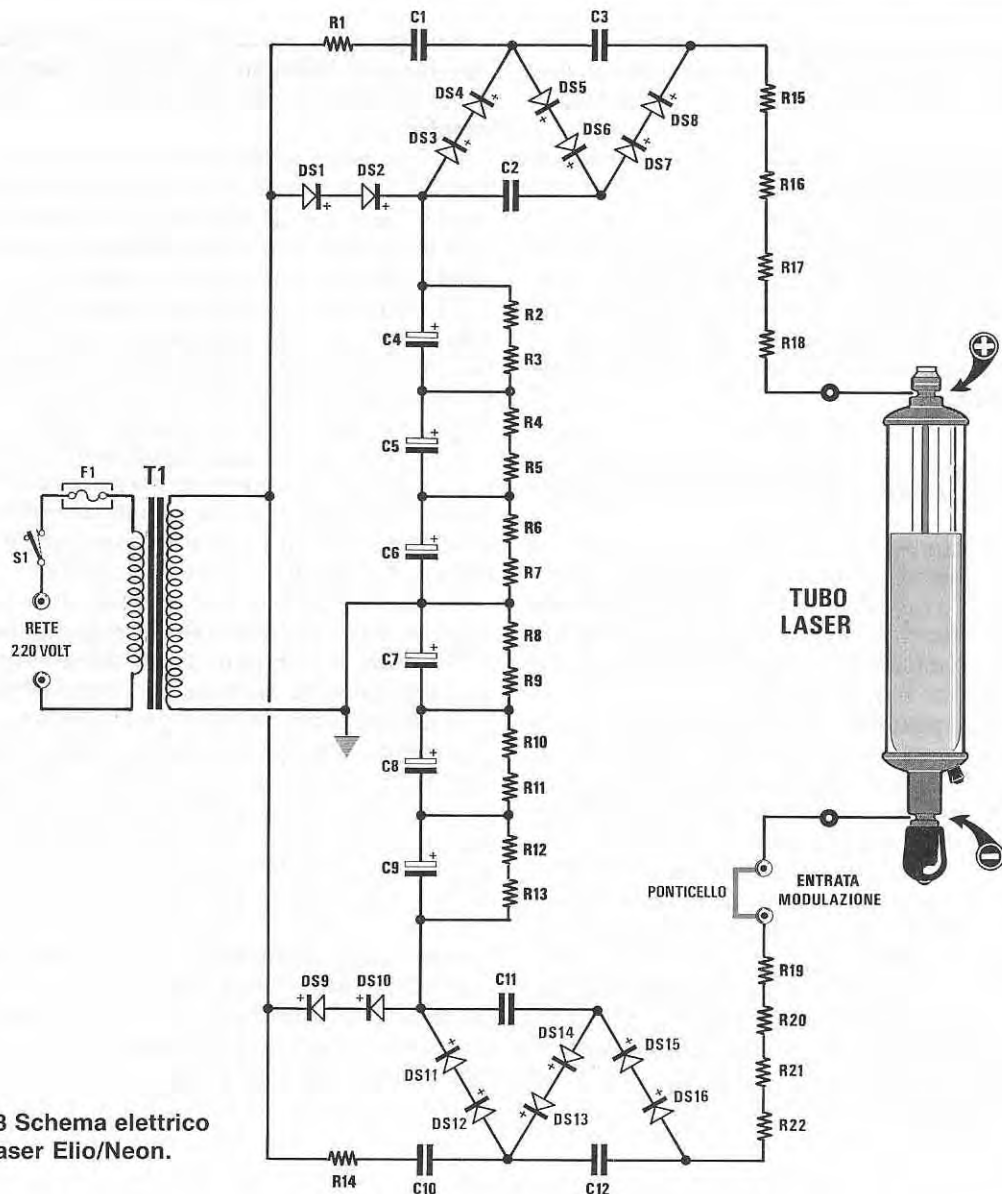 R1
C1
C3
DS4
DS5
DS8
DS3
DS6
DS7
DS1
DS2
C2
R15
R16
R17
R18
R2
C4
R3
R4
C5
R5
R6
C6
R7
R8
C7
R9
R10
C8
R11
R12
C9
R13
F1
T1
S1
RETE
220 VOLT
TUBO
LASER
PONTICELLO
ENTRATA
MODULAZIONE
R19
R20
R21
R22
DS9
DS10
C11
DS14
DS15
DS11
DS12
DS13
DS16
R14
C10
C12
3 Schema elettrico
aser Elio/Neon.